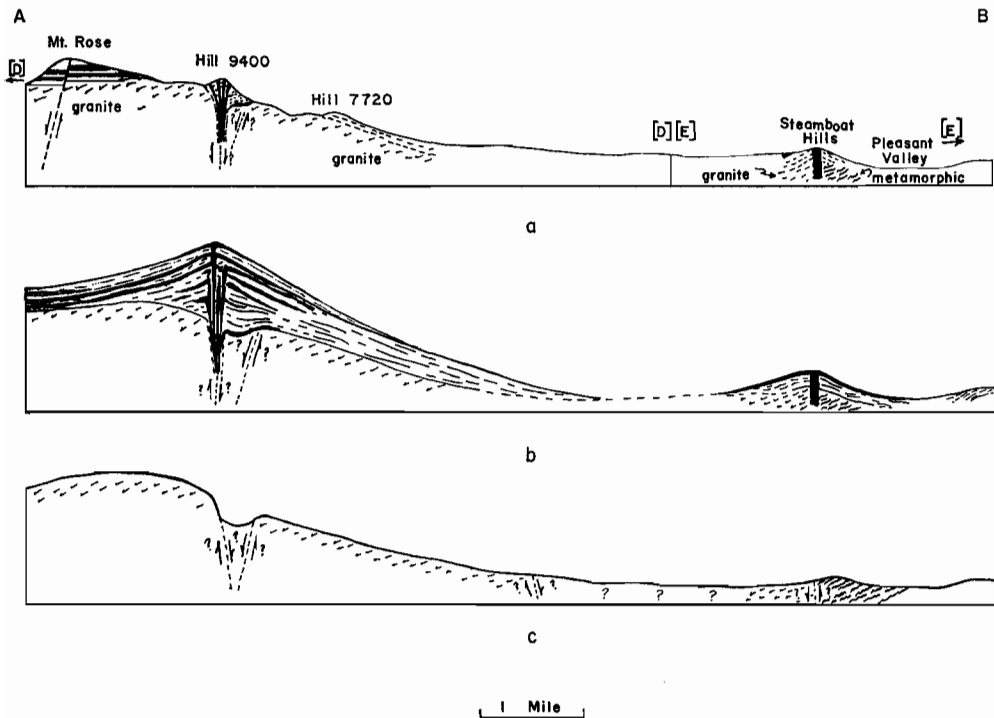 A
B
Mt. Rose
[D]
Hill 9400
granite
?
Hill 7720
granite
?
?
[D] [E]
Steamboat
Hills
Pleasant
Valley
[E]
granite
metamorphic
a
?
?
?
?
b
?
?
?
?
?
?
?
?
?
?
?
c
1 Mile